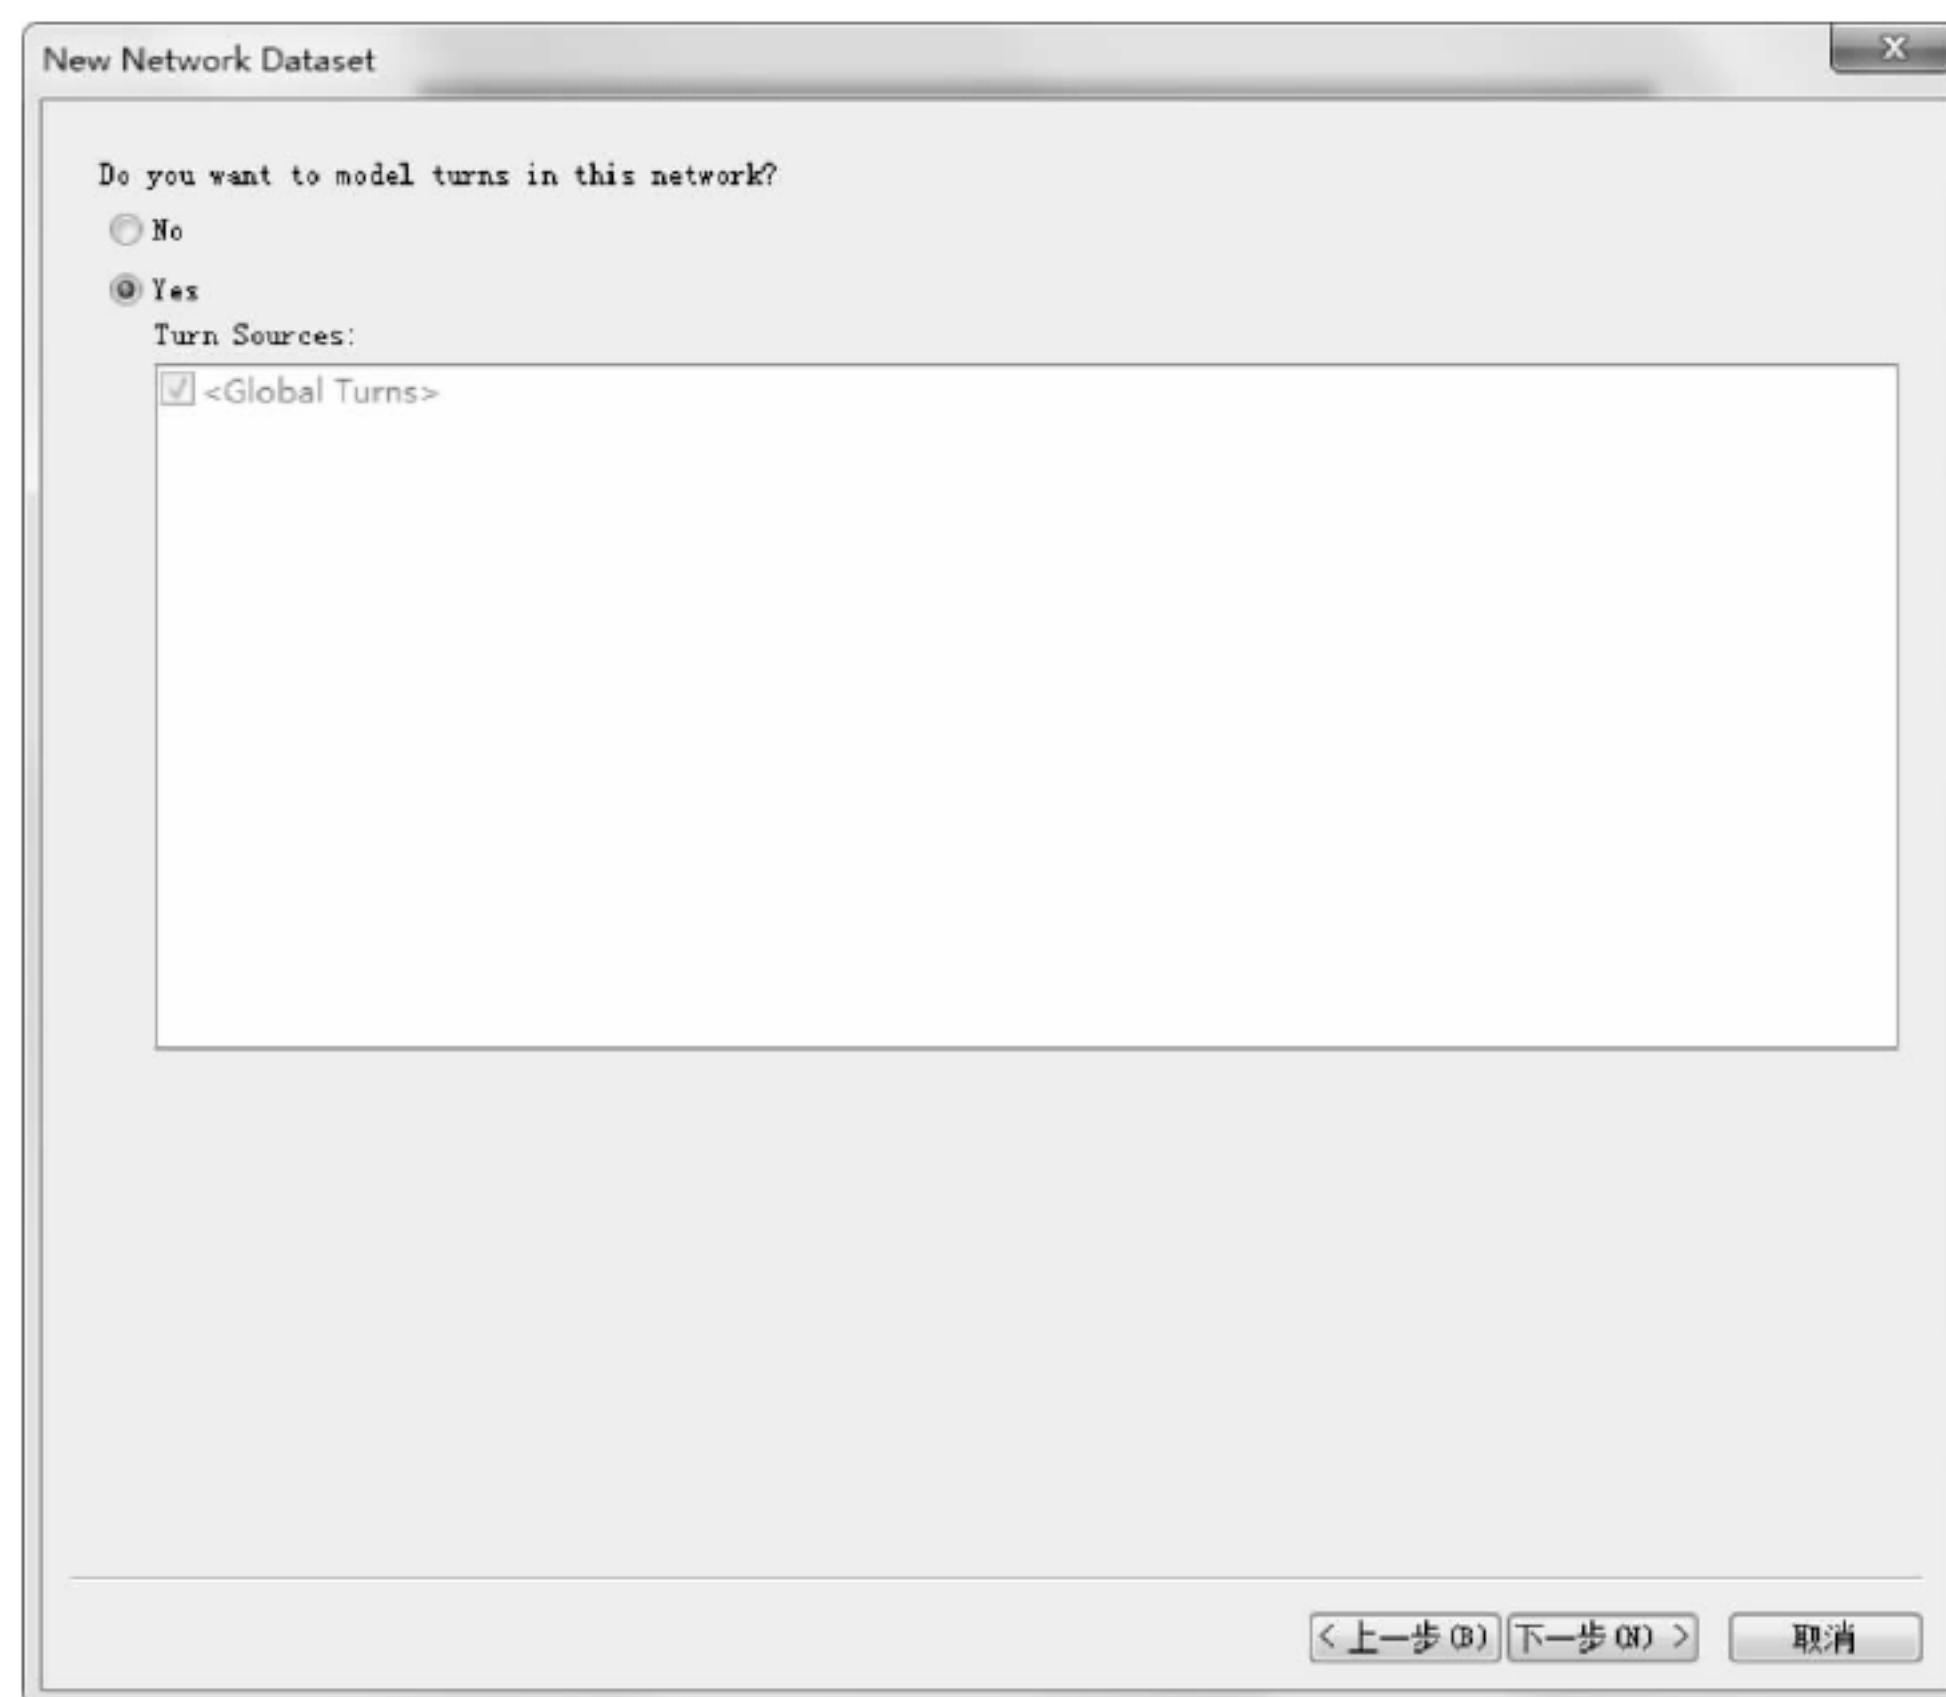 New Network Dataset
Do you want to model turns in this network?
No
Yes
Turn Sources:
<Global Turns>
< 上一步(B) 下一步(N) > 取消